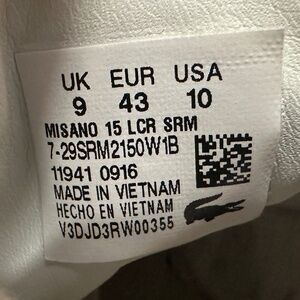 UK EUR USA
9 43 10
MISANO 15 LCR SRM
7-29SRM2150W1B
11941 0916
MADE IN VIETNAM
HECHO EN VIETNAM
V3DJD3RW00355